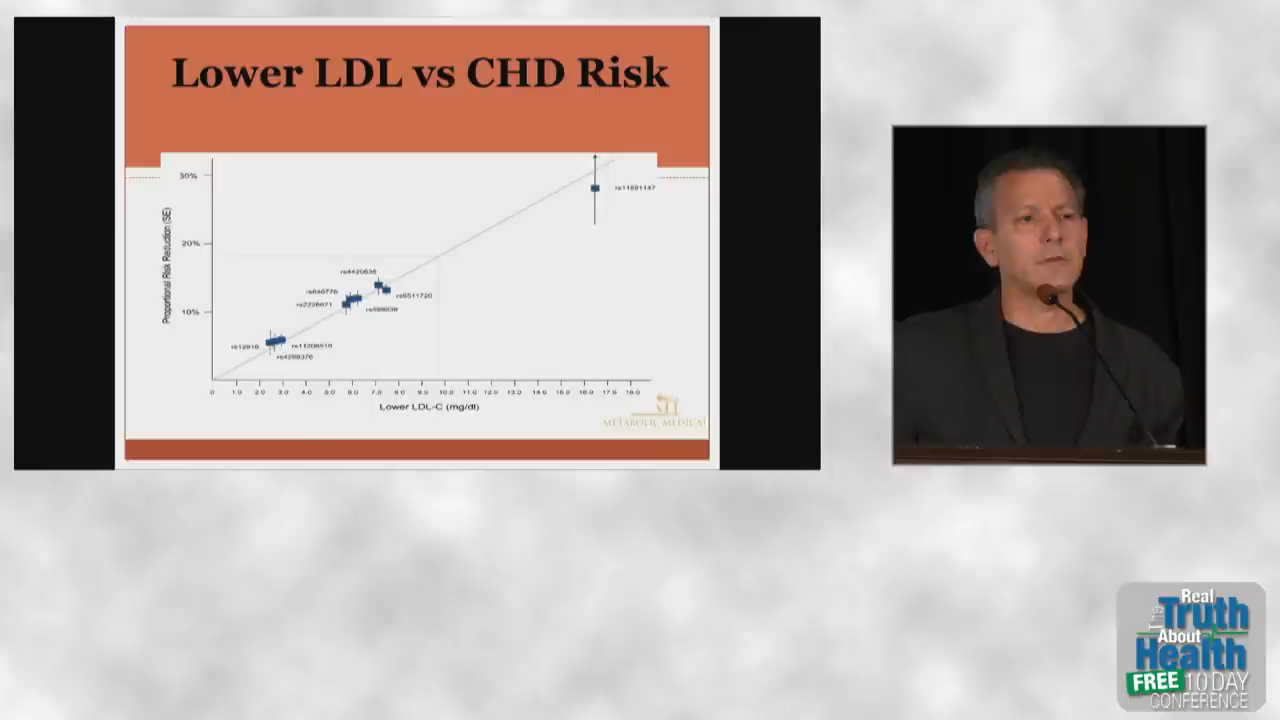 Lower LDL vs CHD Risk
30%
20%
10%
Proportional Risk Reduction (SE)
rs11591147
rs4420638
rs646776
rs6511720
rs2228671
rs599839
rs12916
rs11206510
rs4299376
0 1.0 2.0 3.0 4.0 5.0 6.0 7.0 8.0 9.0 10.0 11.0 12.0 13.0 14.0 15.0 16.0 17.0 18.0
Lower LDL-C (mg/dl)
METABOLIC MEDICAL
The Real
Truth
About
Health
FREE 10 DAY
CONFERENCE